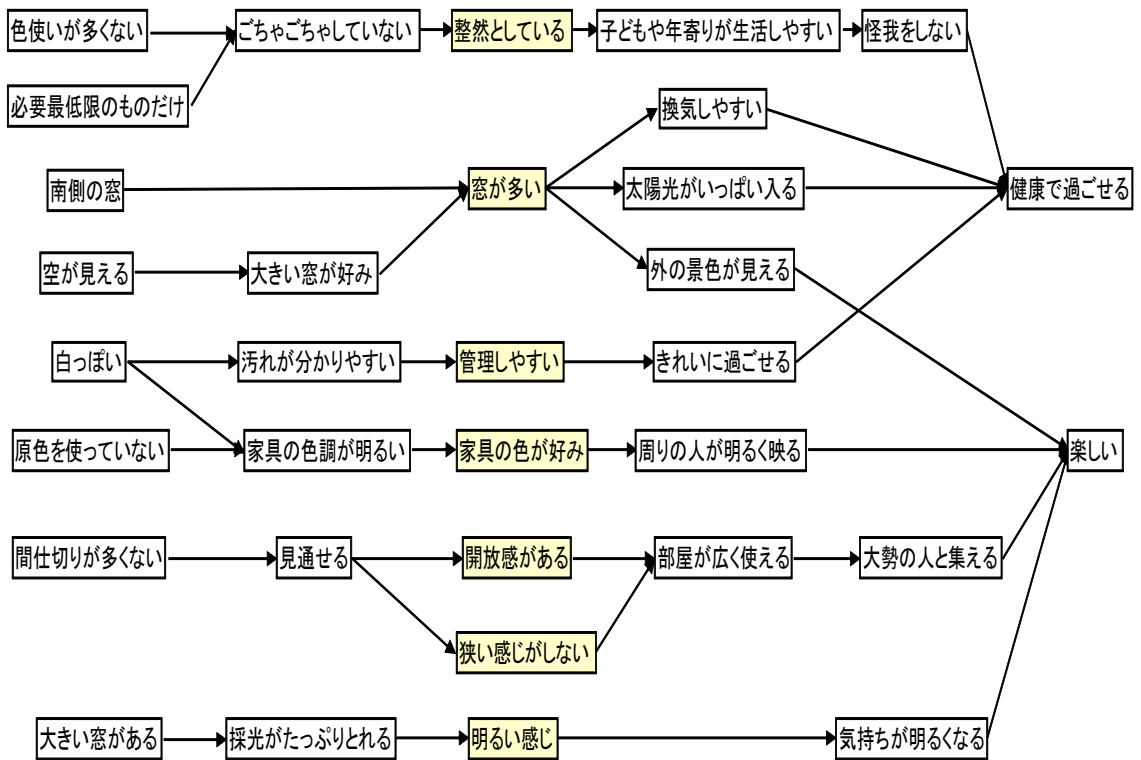 色使いが多くない
ごちゃごちゃしていない
整然としている
子どもや年寄りが生活しやすい
怪我をしない
必要最低限のものだけ
換気しやすい
南側の窓
窓が多い
太陽光がいっぱい入る
健康で過ごせる
空が見える
大きい窓が好み
外の景色が見える
白っぽい
汚れが分かりやすい
管理しやすい
きれいに過ごせる
原色を使っていない
家具の色調が明るい
家具の色が好み
周りの人が明るく映る
楽しい
間仕切りが多くない
見通せる
開放感がある
部屋が広く使える
大勢の人と集える
狭い感じがしない
大きい窓がある
採光がたっぷりとれる
明るい感じ
気持ちが明るくなる